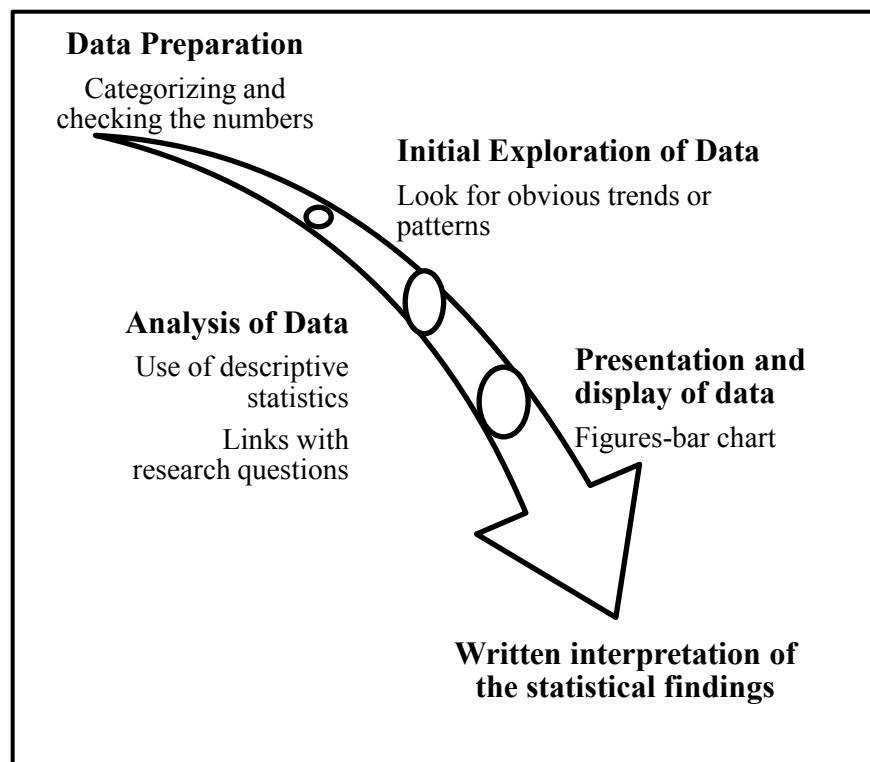 Data Preparation
Categorizing and
checking the numbers
Initial Exploration of Data
Look for obvious trends or
patterns
Analysis of Data
Use of descriptive
statistics
Links with
research questions
Presentation and
display of data
Figures-bar chart
Written interpretation of
the statistical findings